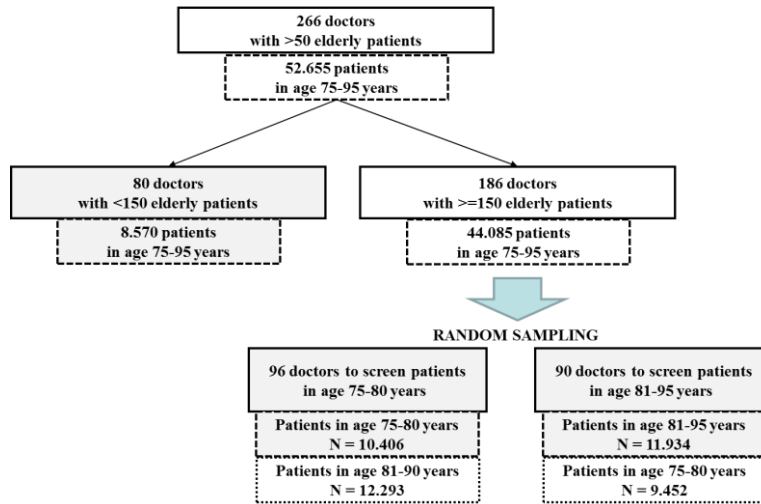 266 doctors
with >50 elderly patients
52.655 patients
in age 75-95 years
80 doctors
with <150 elderly patients
8.570 patients
in age 75-95 years
186 doctors
with >=150 elderly patients
44.085 patients
in age 75-95 years
RANDOM SAMPLING
96 doctors to screen patients
in age 75-80 years
Patients in age 75-80 years
N = 10.406
Patients in age 81-90 years
N = 12.293
90 doctors to screen patients
in age 81-95 years
Patients in age 81-95 years
N = 11.934
Patients in age 75-80 years
N = 9.452